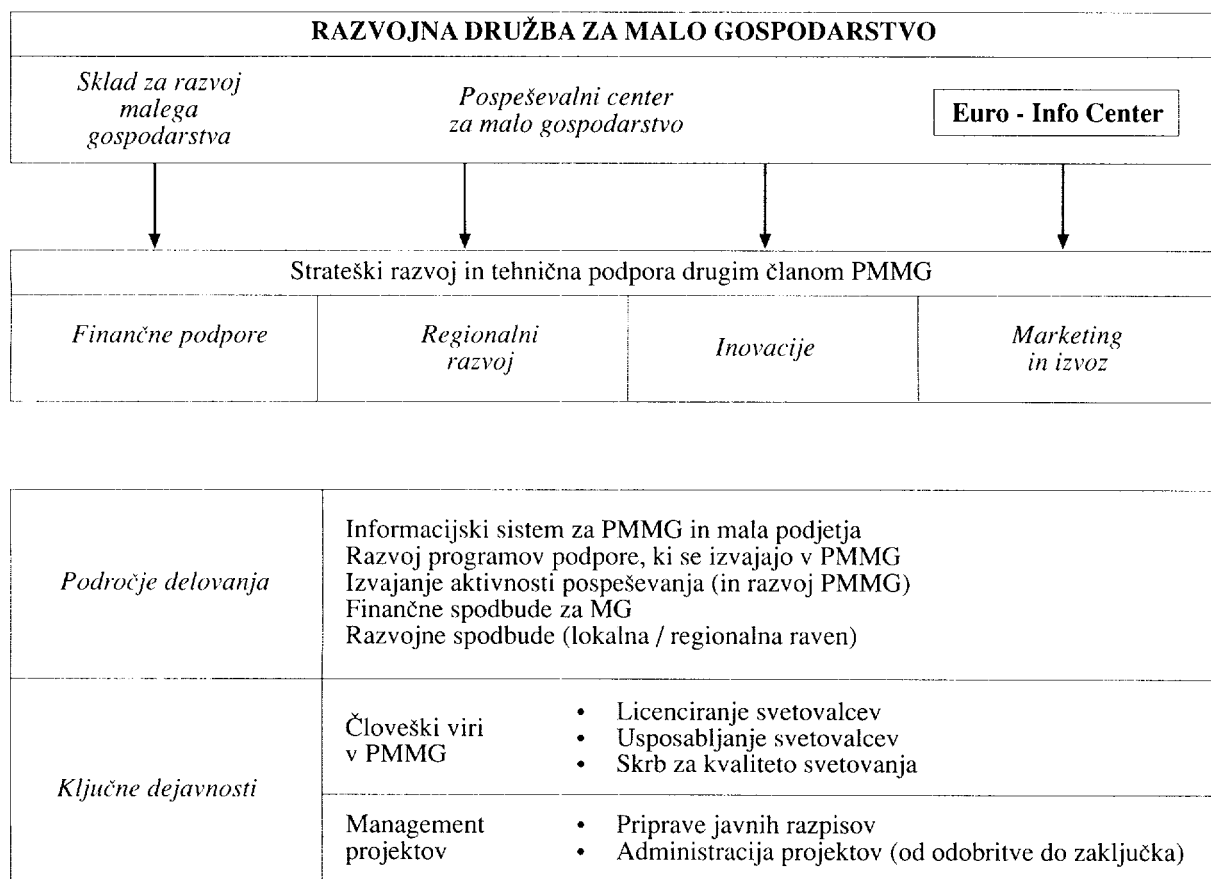 RAZVOJNA DRUŽBA ZA MALO GOSPODARSTVO
Sklad za razvoj
malega
gospodarstva
Pospeševalni center
za malo gospodarstvo
Euro - Info Center
Strateški razvoj in tehnična podpora drugim članom PMMG
Finančne podpore
Regionalni
razvoj
Inovacije
Marketing
in izvoz
Področje delovanja
Informacijski sistem za PMMG in mala podjetja
Razvoj programov podpore, ki se izvajajo v PMMG
Izvajanje aktivnosti pospeševanja (in razvoj PMMG)
Finančne spodbude za MG
Razvojne spodbude (lokalna / regionalna raven)
Ključne dejavnosti
Človeški viri
v PMMG
• Licenciranje svetovalcev
• Usposabljanje svetovalcev
• Skrb za kvaliteto svetovanja
Management
projektov
• Priprave javnih razpisov
• Administracija projektov (od odobritve do zaključka)